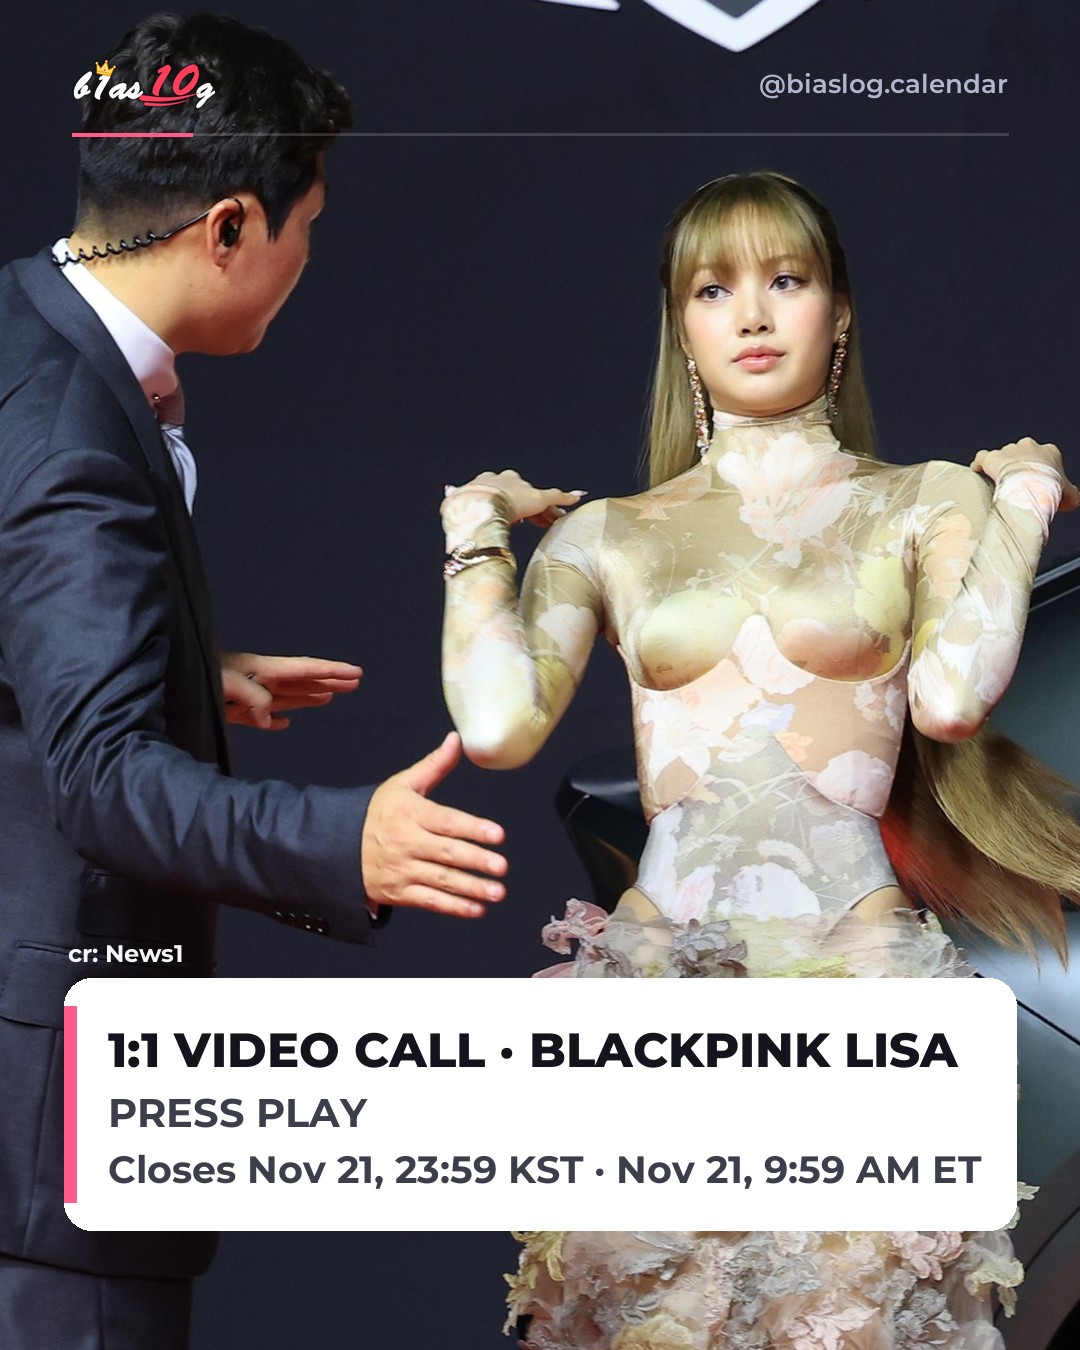 b1as10g
@biaslog.calendar
cr: News1
1:1 VIDEO CALL · BLACKPINK LISA
PRESS PLAY
Closes Nov 21, 23:59 KST · Nov 21, 9:59 AM ET